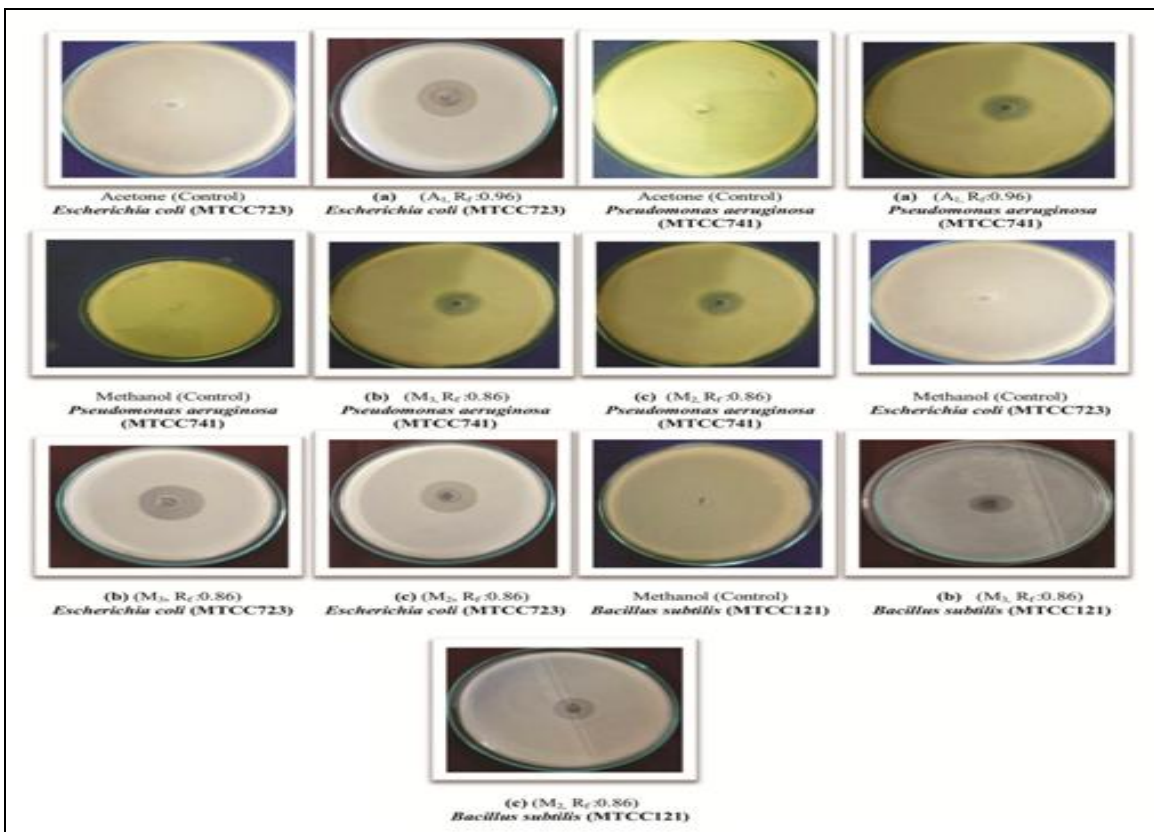 Acetone (Control)
Escherichia coli (MTCC723)
(a) (A1, Rf:0.96)
Escherichia coli (MTCC723)
Acetone (Control)
Pseudomonas aeruginosa
(MTCC741)
(a) (A1, Rf:0.96)
Pseudomonas aeruginosa
(MTCC741)
Methanol (Control)
Pseudomonas aeruginosa
(MTCC741)
(b) (M3, Rf:0.86)
Pseudomonas aeruginosa
(MTCC741)
(c) (M2, Rf:0.86)
Pseudomonas aeruginosa
(MTCC741)
Methanol (Control)
Escherichia coli (MTCC723)
(b) (M3, Rf:0.86)
Escherichia coli (MTCC723)
(c) (M2, Rf:0.86)
Escherichia coli (MTCC723)
Methanol (Control)
Bacillus subtilis (MTCC121)
(b) (M3, Rf:0.86)
Bacillus subtilis (MTCC121)
(c) (M2, Rf:0.86)
Bacillus subtilis (MTCC121)